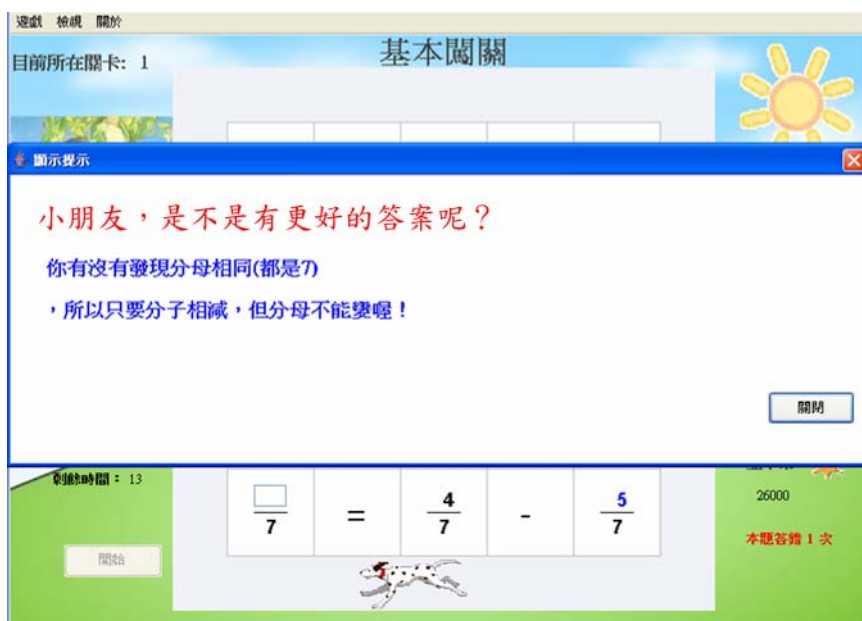 遊戲 檢視 關於
目前所在關卡: 1
基本闖關
顯示提示
小朋友，是不是有更好的答案呢？
你有沒有發現分母相同(都是7)
，所以只要分子相減，但分母不能變喔！
關閉
剩餘時間： 13
26000
4 5
7 = 7 - 7
本題答錯 1 次
開始